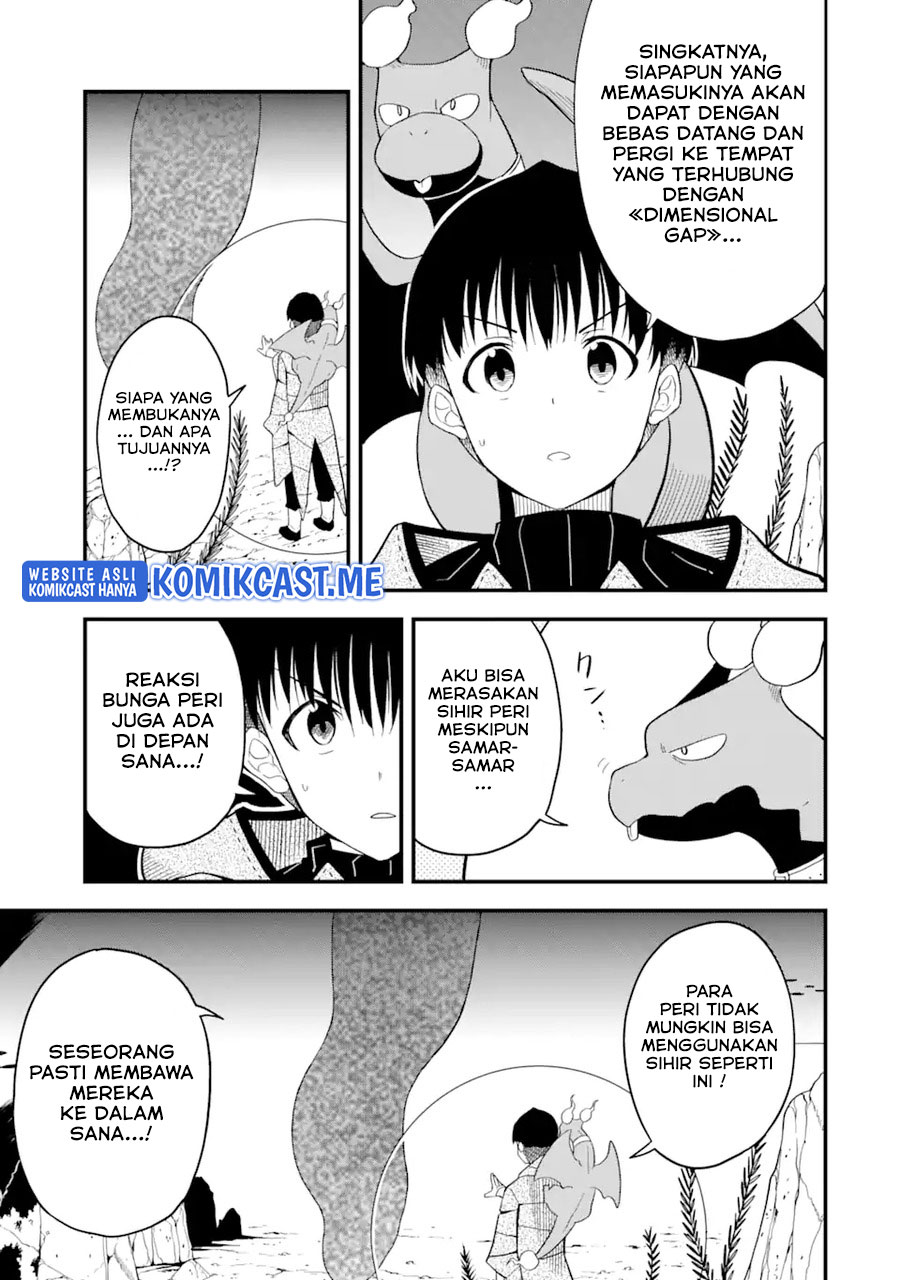 SINGKATNYA,
SIAPAPUN YANG
MEMASUKINYA AKAN
DAPAT DENGAN
BEBAS DATANG DAN
PERGI KE TEMPAT
YANG TERHUBUNG
DENGAN
≪DIMENSIONAL
GAP≫...
SIAPA YANG
MEMBUKANYA
... DAN APA
TUJUANNYA
...!?
WEBSITE ASLI
KOMIKCAST HANYA
KOMIKCAST.ME
AKU BISA
MERASAKAN
SIHIR PERI
MESKIPUN
SAMAR-
SAMAR
...
クン...
REAKSI
BUNGA PERI
JUGA ADA
DI DEPAN
SANA...!
PARA
PERI TIDAK
MUNGKIN BISA
MENGGUNAKAN
SIHIR SEPERTI
INI !
SESEORANG
PASTI MEMBAWA
MEREKA
KE DALAM
SANA...!